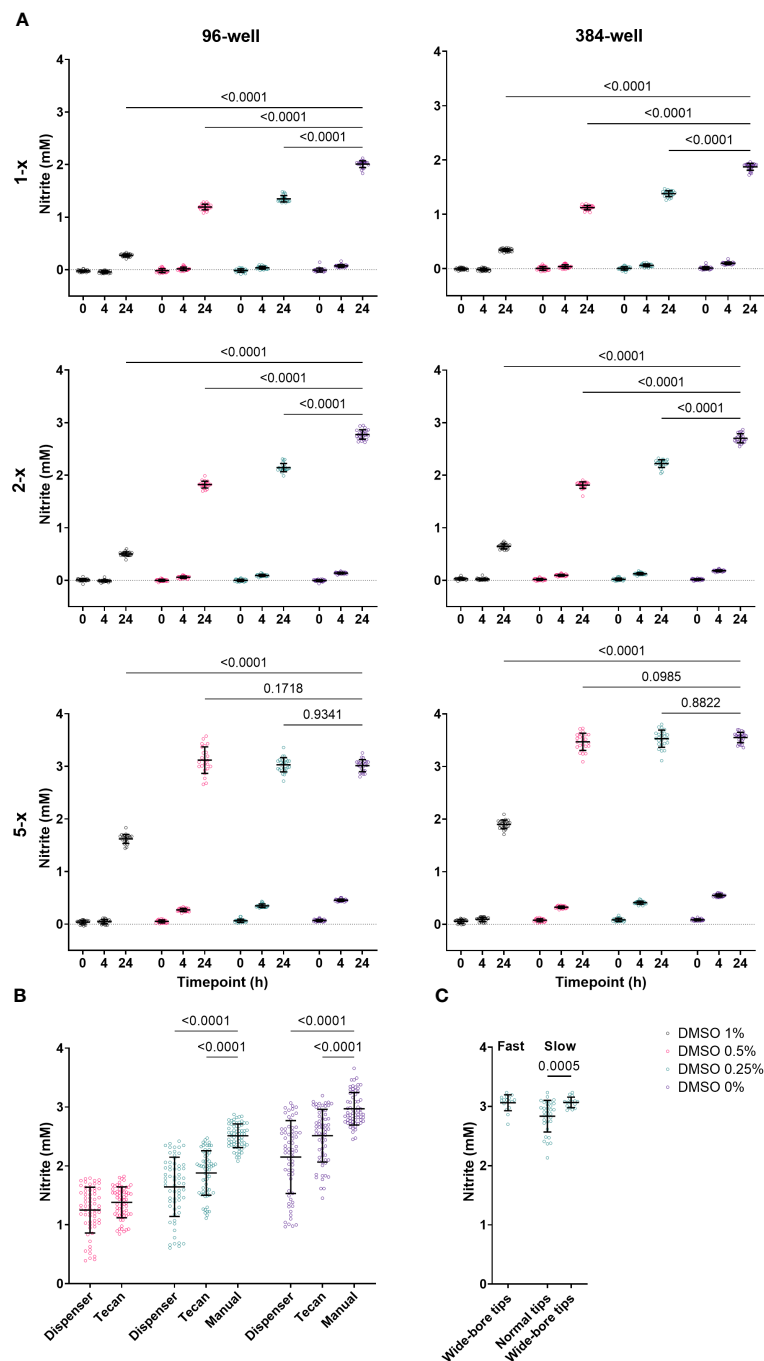 A
96-well
384-well
1-x
Nitrite (mM)
4
3
2
1
0
<0.0001
<0.0001
<0.0001
0 4 24 0 4 24 0 4 24 0 4 24
4
3
2
1
0
<0.0001
<0.0001
<0.0001
0 4 24 0 4 24 0 4 24 0 4 24
2-x
Nitrite (mM)
4
3
2
1
0
<0.0001
<0.0001
<0.0001
0 4 24 0 4 24 0 4 24 0 4 24
4
3
2
1
0
<0.0001
<0.0001
<0.0001
0 4 24 0 4 24 0 4 24 0 4 24
5-x
Nitrite (mM)
4
3
2
1
0
<0.0001
0.1718
0.9341
0 4 24 0 4 24 0 4 24 0 4 24
Timepoint (h)
4
3
2
1
0
<0.0001
0.0985
0.8822
0 4 24 0 4 24 0 4 24 0 4 24
Timepoint (h)
B
Nitrite (mM)
4
3
2
1
0
<0.0001
<0.0001
<0.0001
<0.0001
Dispenser
Tecan
Dispenser
Tecan
Manual
Dispenser
Tecan
Manual
C
Nitrite (mM)
4
3
2
1
0
Fast Slow
0.0005
Wide-bore tips
Normal tips
Wide-bore tips
DMSO 1%
DMSO 0.5%
DMSO 0.25%
DMSO 0%